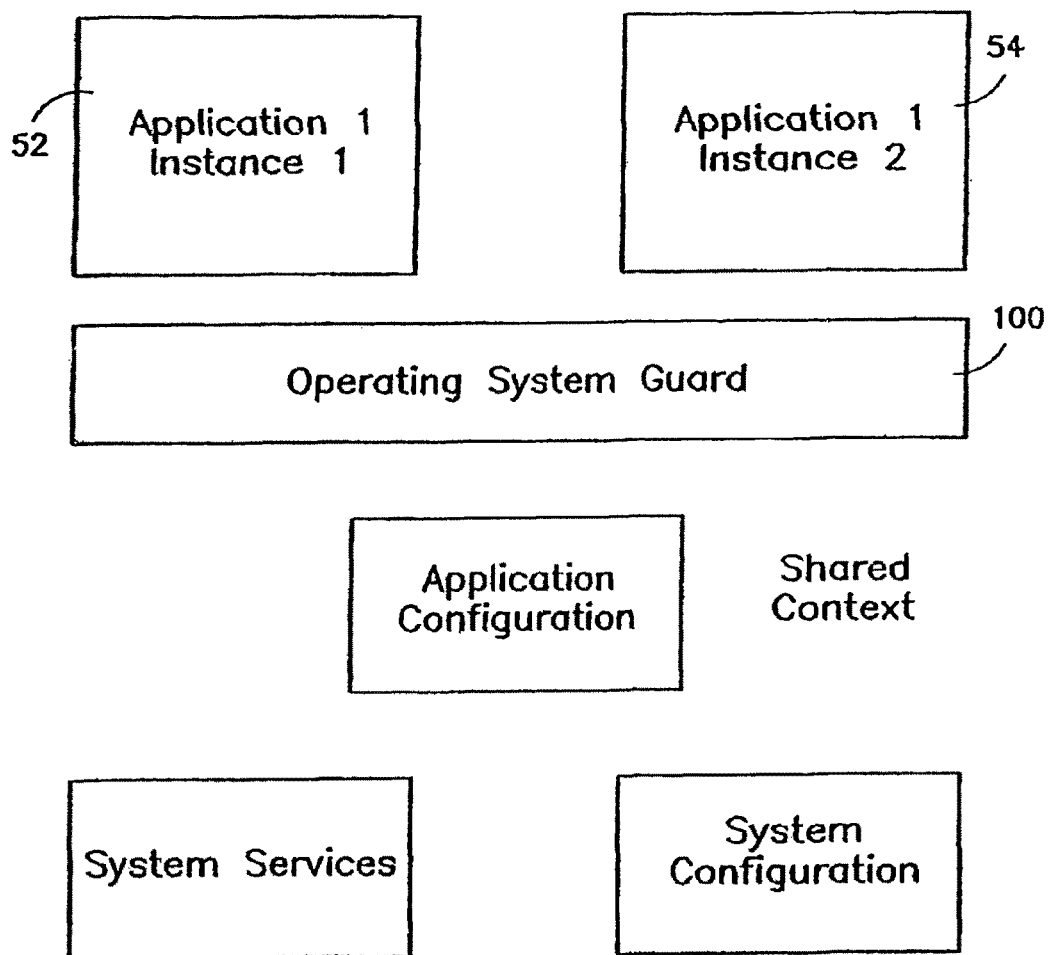 54
52
Application 1
Instance 1
Application 1
Instance 2
100
Operating System Guard
Application
Configuration
Shared
Context
System Services
System
Configuration